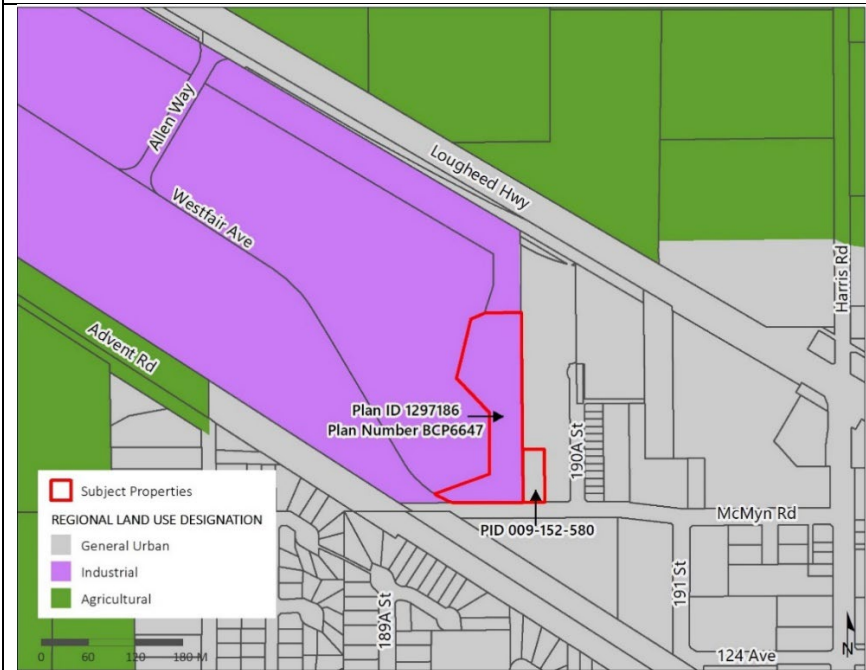 Allen Way
Lougheed Hwy
Westfair Ave
Harris Rd
Advent Rd
Plan ID 1297186
Plan Number BCP6647
190A St
Subject Properties
REGIONAL LAND USE DESIGNATION
General Urban
Industrial
Agricultural
PID 009-152-580
McMyn Rd
189A St
191 St
0 60 120 180 M
124 Ave
N